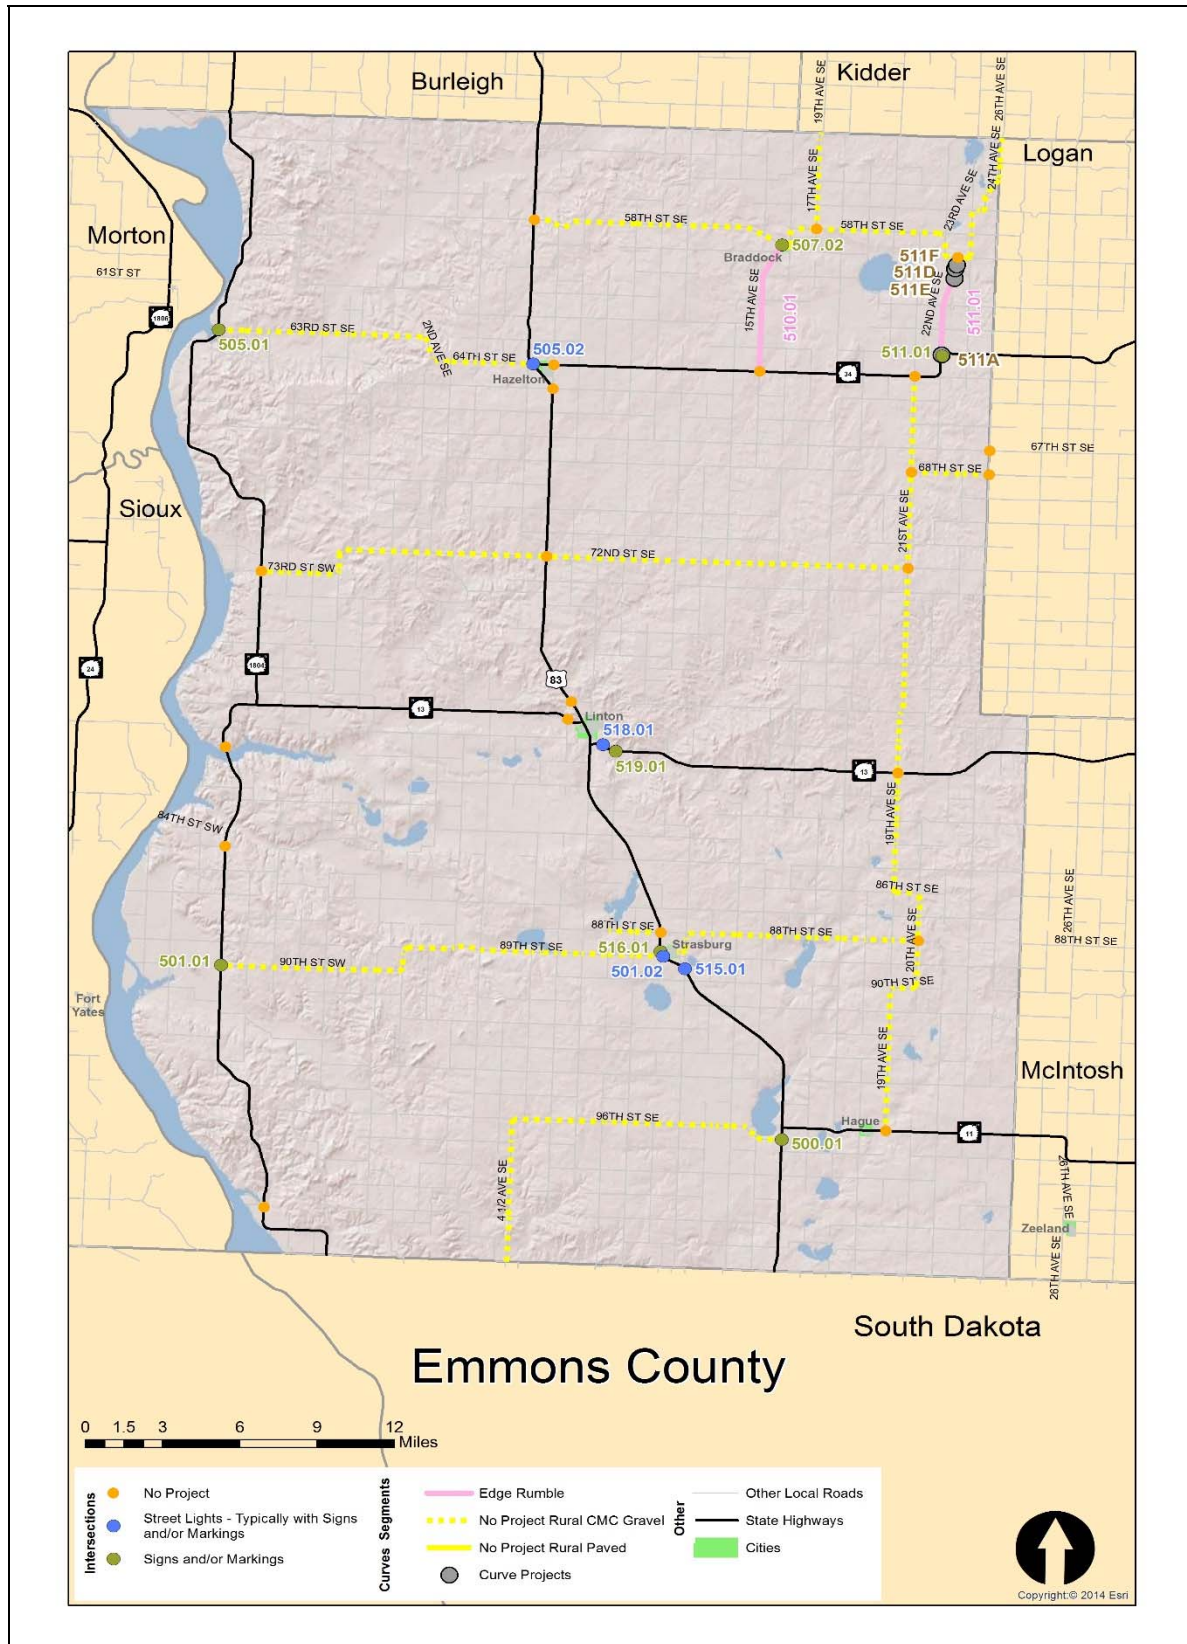 Burleigh
Kidder
19TH AVE SE
26TH AVE SE
Logan
24TH AVE SE
17TH AVE SE
23RD AVE SE
Morton
61ST ST
58TH ST SE
58TH ST SE
507.02
Braddock
511F
511D
511E
15TH AVE SE
510.01
22ND AVE SE
511.01
1806
505.01
63RD ST SE
2ND AVE SE
64TH ST SE
505.02
Hazelton
34
511.01
511A
67TH ST SE
68TH ST SE
Sioux
21ST AVE SE
73RD ST SW
72ND ST SE
24
1804
83
13
Linton
518.01
519.01
13
84TH ST SW
19TH AVE SE
86TH ST SE
26TH AVE SE
88TH ST SE
88TH ST SE
88TH ST SE
89TH ST SE
516.01
Strasburg
20TH AVE SE
501.01
90TH ST SW
501.02
515.01
90TH ST SE
Fort
Yates
19TH AVE SE
McIntosh
96TH ST SE
Hague
11
500.01
4 1/2 AVE SE
26TH AVE SE
Zeeland
26TH AVE SE
South Dakota
Emmons County
0 1.5 3 6 9 12
Miles
Intersections
No Project
Street Lights - Typically with Signs
and/or Markings
Signs and/or Markings
Curves Segments
Edge Rumble
No Project Rural CMC Gravel
No Project Rural Paved
Curve Projects
Other
Other Local Roads
State Highways
Cities
Copyright:© 2014 Esri